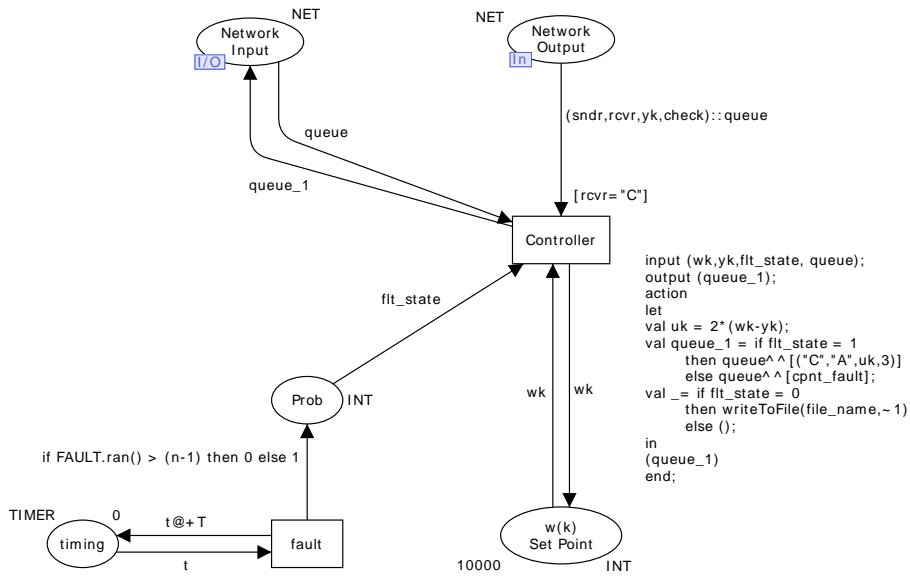 NET
Network
Input
I/O
NET
Network
Output
In
queue
queue_1
(sndr,rcvr,yk,check)::queue
[rcvr="C"]
Controller
input (wk,yk,flt_state, queue);
output (queue_1);
action
let
val uk = 2*(wk-yk);
val queue_1 = if flt_state = 1
then queue^^[("C","A",uk,3)]
else queue^^[cpnt_fault];
val _= if flt_state = 0
then writeToFile(file_name,~1)
else ();
in
(queue_1)
end;
flt_state
Prob
INT
wk
wk
if FAULT.ran() > (n-1) then 0 else 1
TIMER
0
t@+T
timing
fault
t
w(k)
Set Point
10000
INT